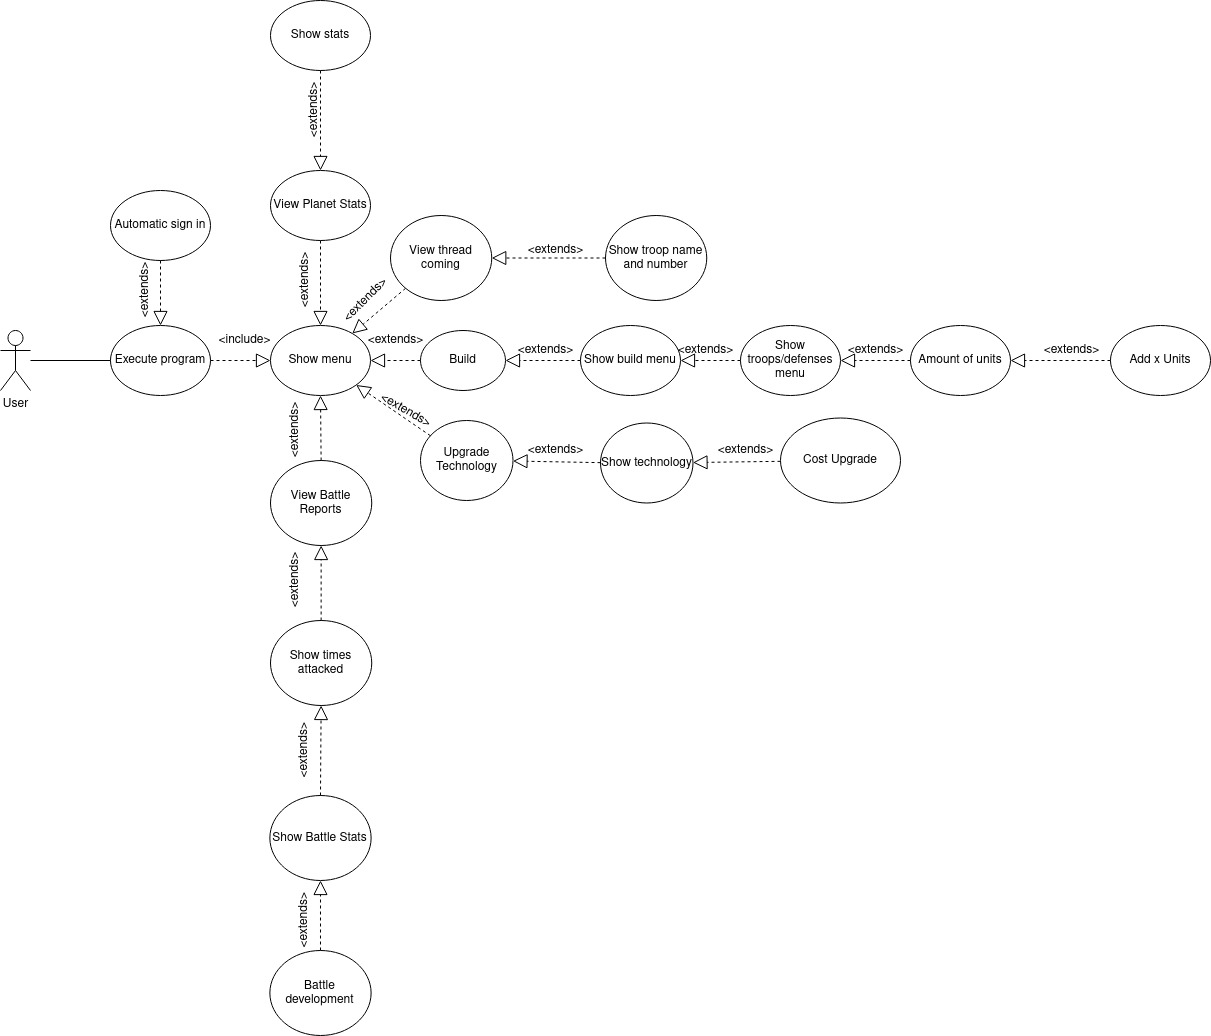 Show stats
<extends>
View Planet Stats
Automatic sign in
<extends>
<extends>
View thread
coming
<extends>
Show troop name
and number
<extends>
User
Execute program
<include>
Show menu
<extends>
Build
<extends>
Show build menu
<extends>
Show
troops/defenses
menu
<extends>
Amount of units
<extends>
Add x Units
<extends>
<extends>
Upgrade
Technology
<extends>
Show technology
<extends>
Cost Upgrade
View Battle
Reports
<extends>
Show times
attacked
<extends>
Show Battle Stats
<extends>
Battle
development